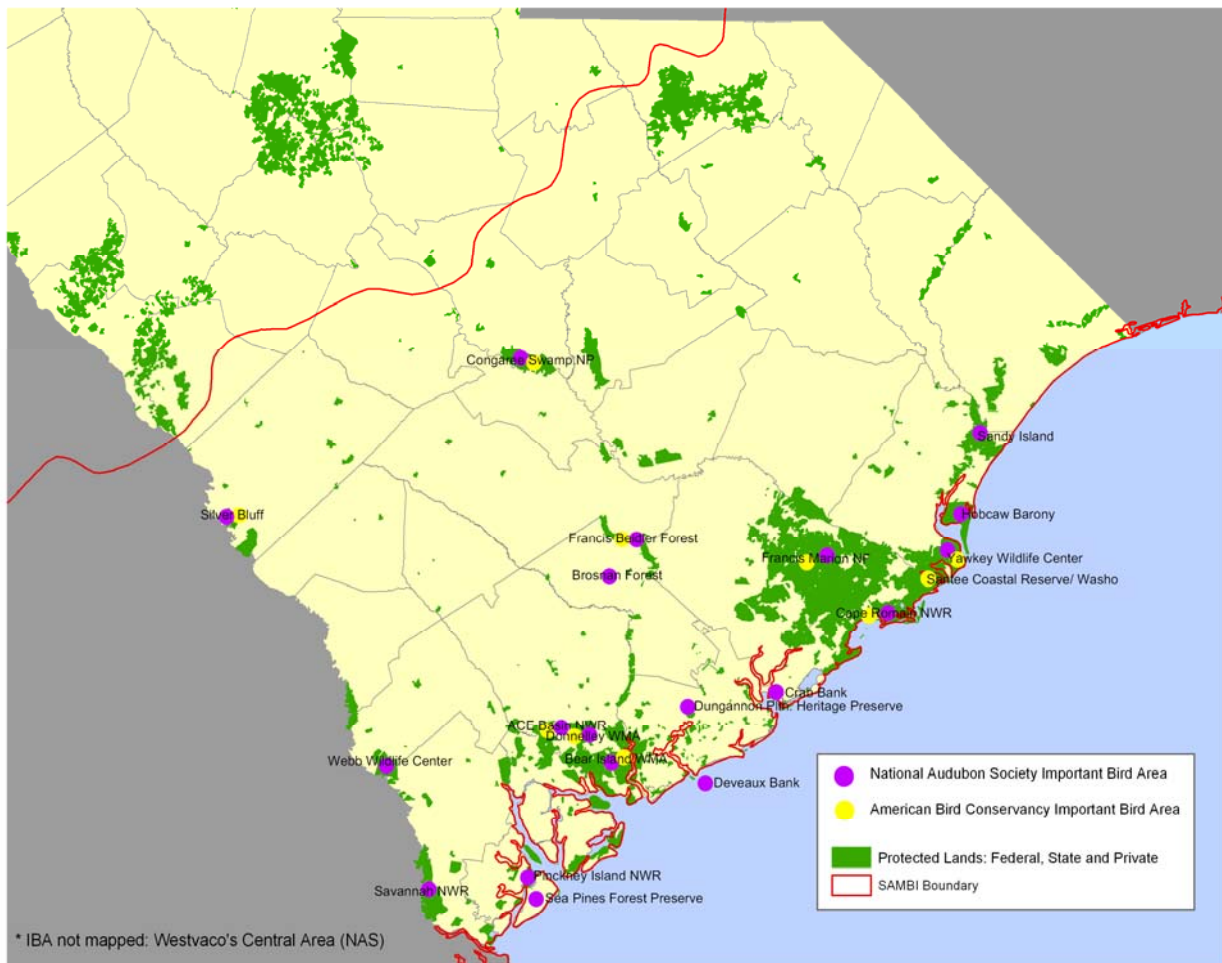 Congaree Swamp NP
Sandy Island
Silver Bluff
Hobcaw Barony
Francis Beidler Forest
Francis Marion NF
Yawkey Wildlife Center
Brosnan Forest
Santee Coastal Reserve/ Washo
Cape Romain NWR
Crab Bank
Dungannon Pltn. Heritage Preserve
ACE Basin NWR
Donnelley WMA
Bear Island WMA
Webb Wildlife Center
Deveaux Bank
National Audubon Society Important Bird Area
American Bird Conservancy Important Bird Area
Protected Lands: Federal, State and Private
SAMBI Boundary
Pinckney Island NWR
Savannah NWR
Sea Pines Forest Preserve
* IBA not mapped: Westvaco's Central Area (NAS)